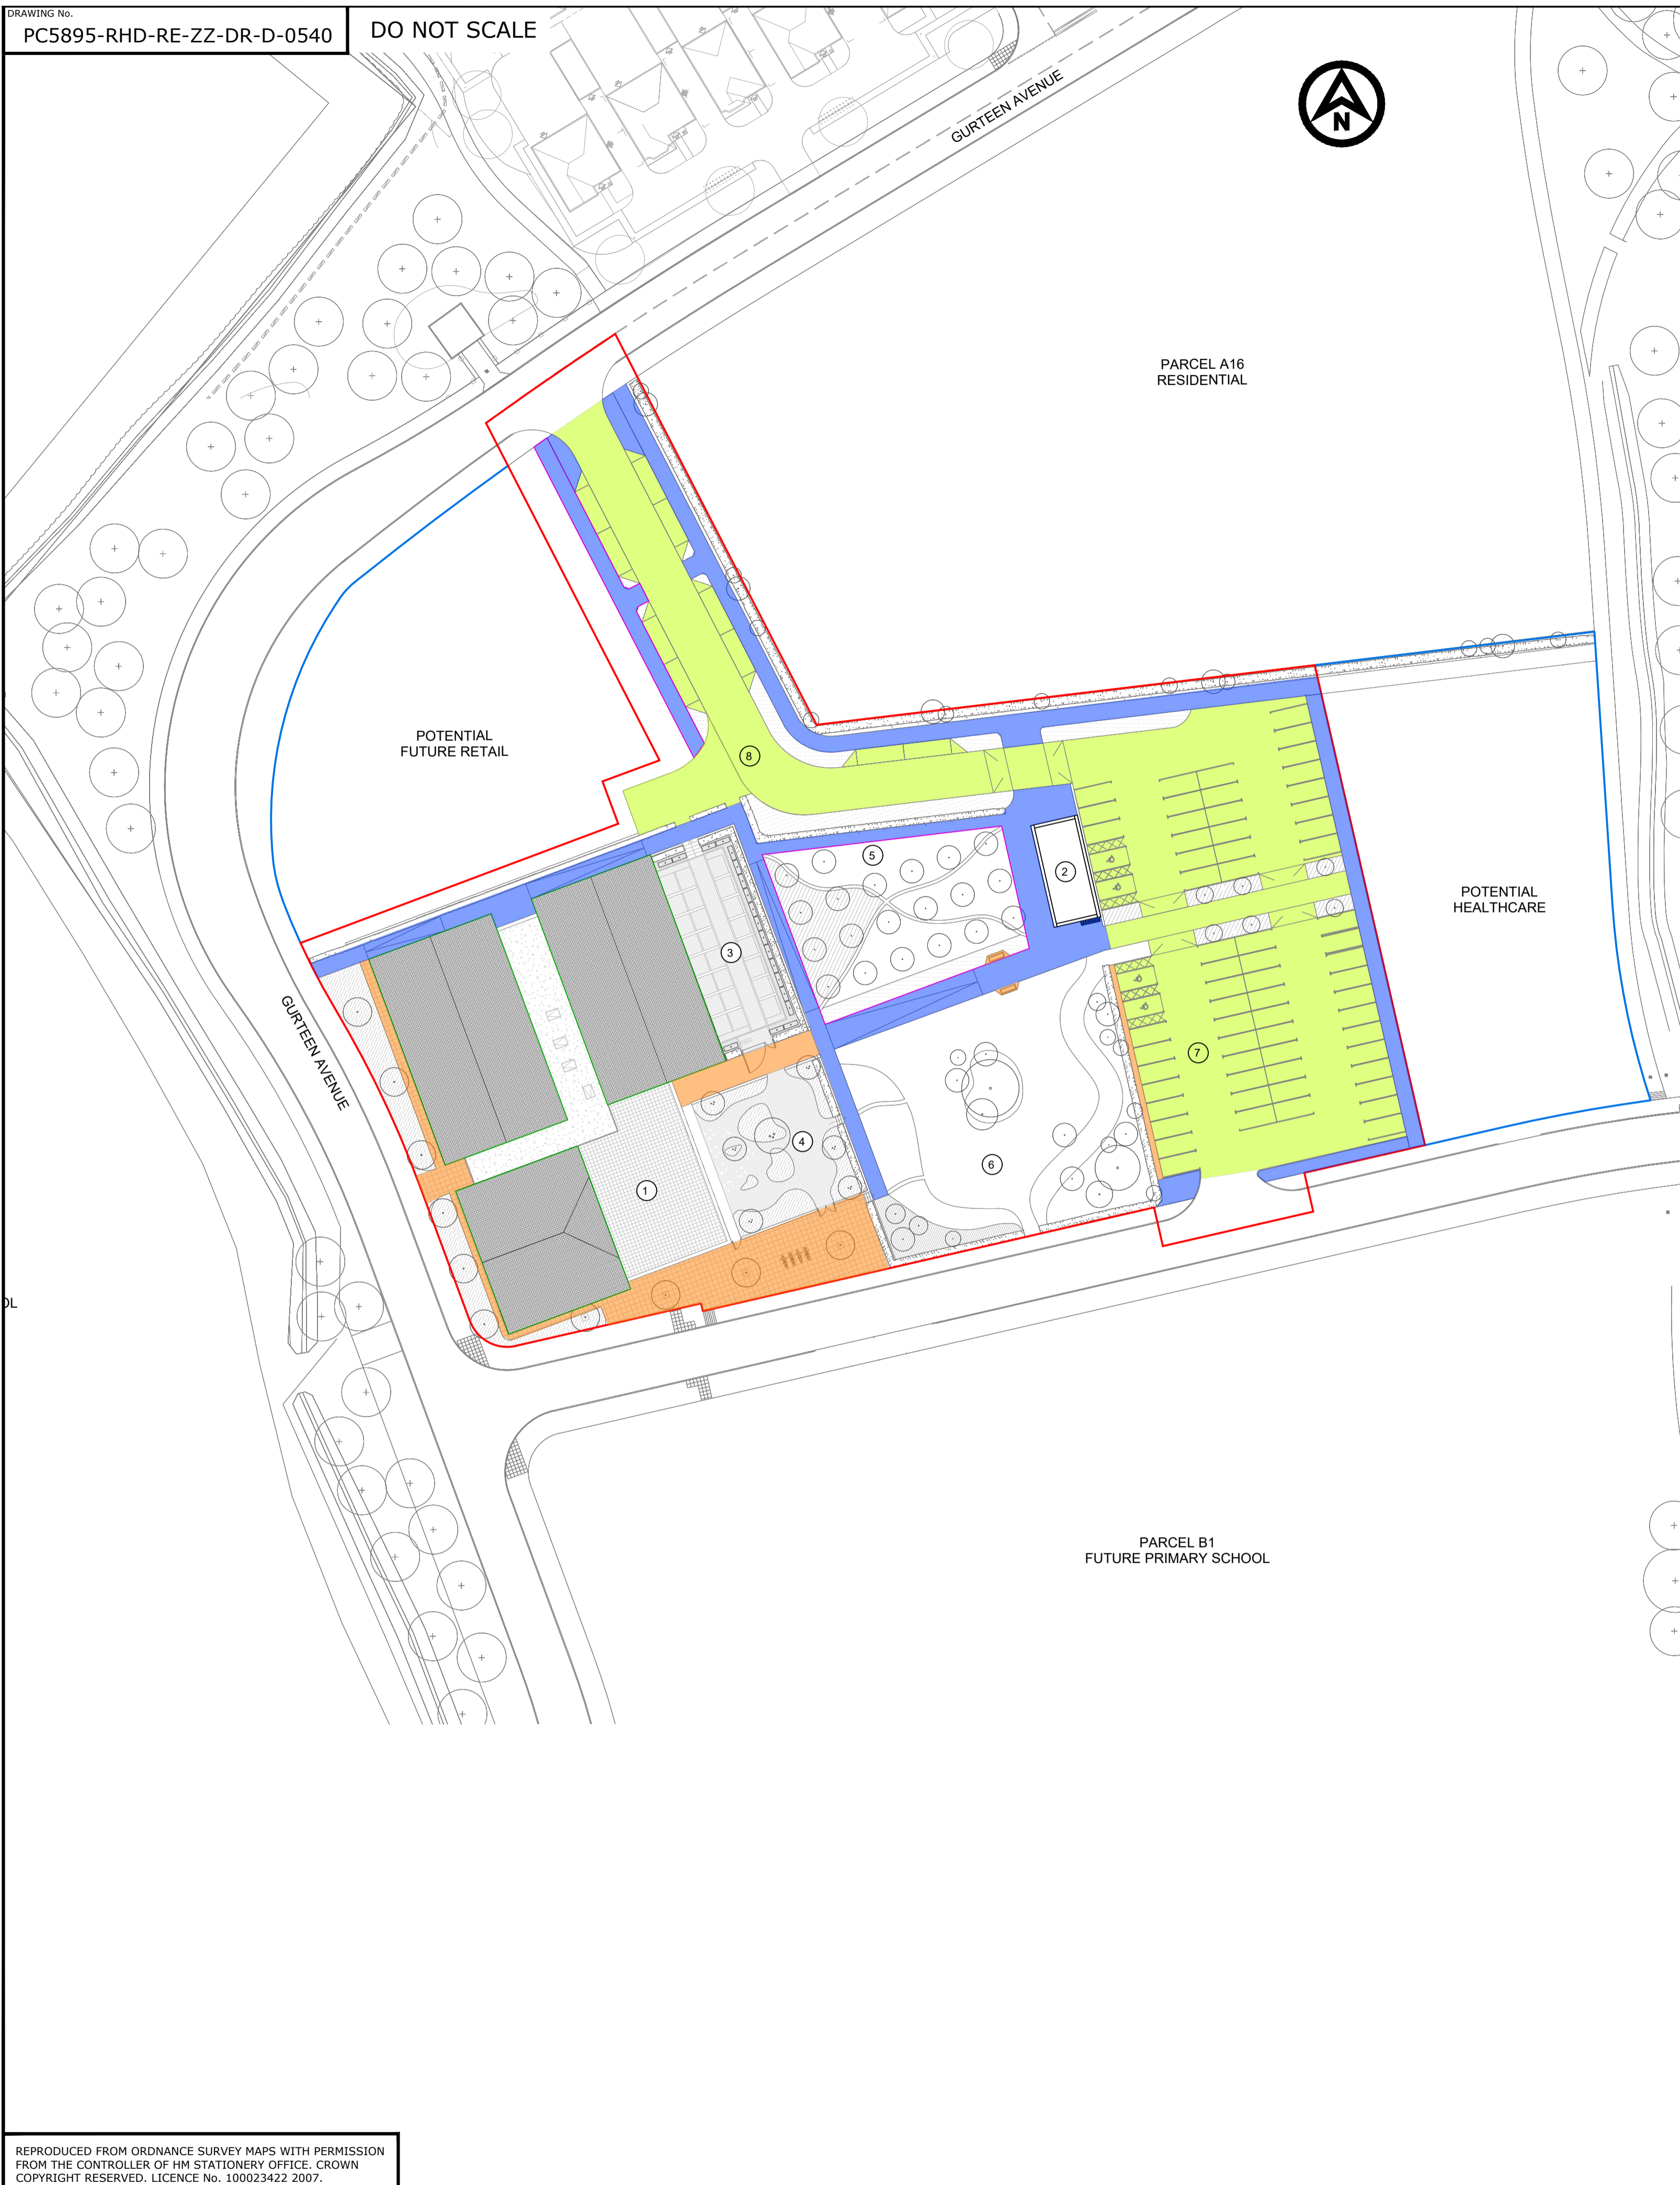 DRAWING No.
PC5895-RHD-RE-ZZ-DR-D-0540
DO NOT SCALE
GURTEEN AVENUE
N
PARCEL A16
RESIDENTIAL
POTENTIAL
FUTURE RETAIL
8
5
2
POTENTIAL
HEALTHCARE
3
GURTEEN AVENUE
7
4
6
1
OL
PARCEL B1
FUTURE PRIMARY SCHOOL
REPRODUCED FROM ORDNANCE SURVEY MAPS WITH PERMISSION
FROM THE CONTROLLER OF HM STATIONERY OFFICE. CROWN
COPYRIGHT RESERVED. LICENCE No. 100023422 2007.